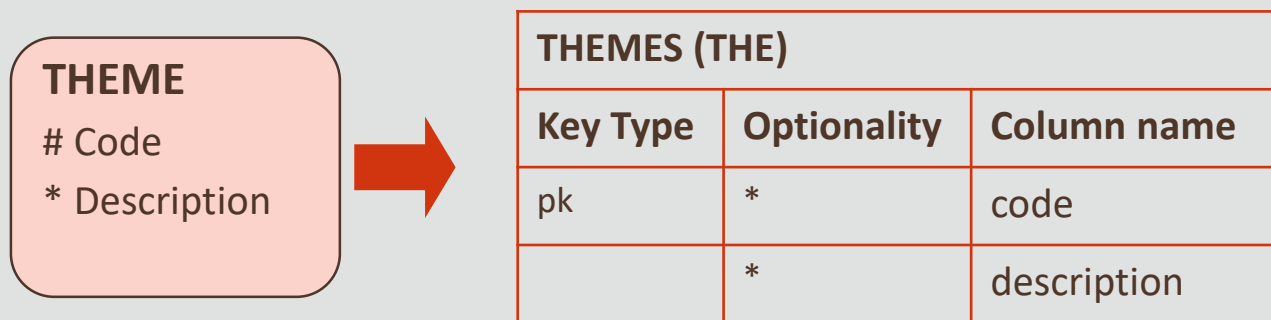 THEME
# Code
* Description
THEMES (THE)
Key Type Optionality Column name
pk * code
* description